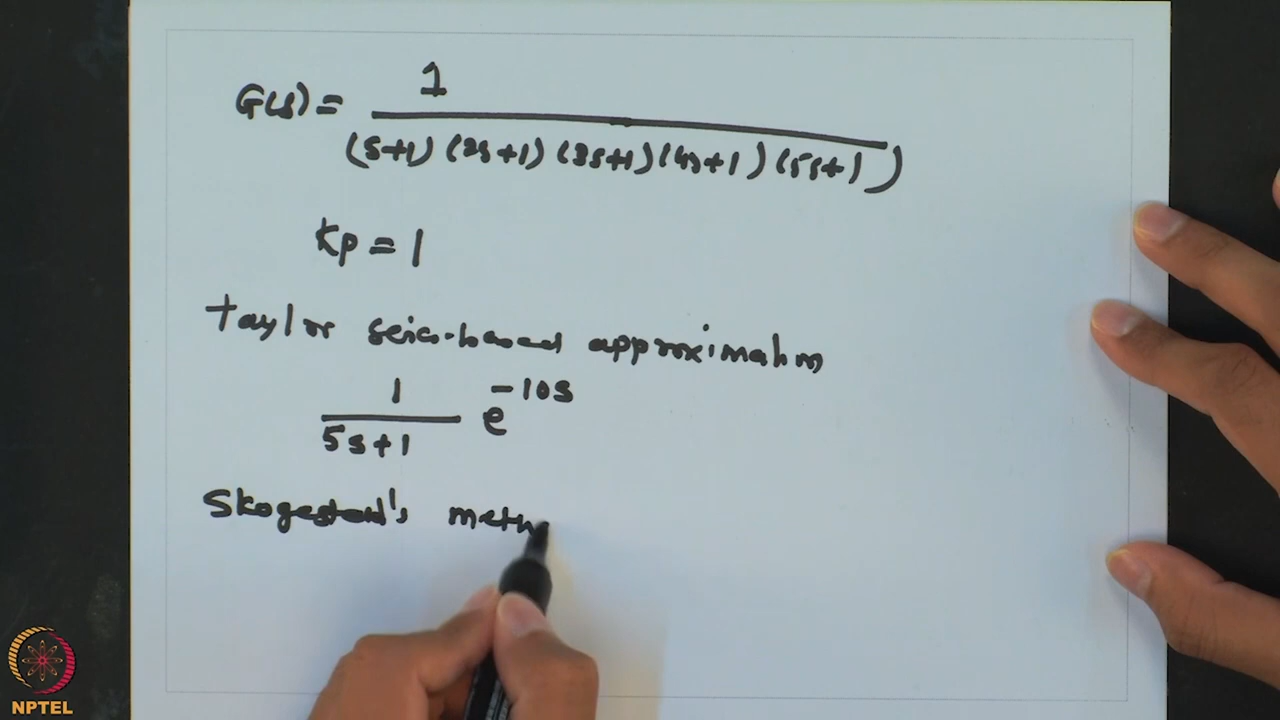 G(s) = 1
(s+1) (2s+1) (3s+1) (4s+1) (5s+1)
Kp = 1
Taylor seies-based approximation
1
5s+1 e^-10s
Skogestad's meth
NPTEL